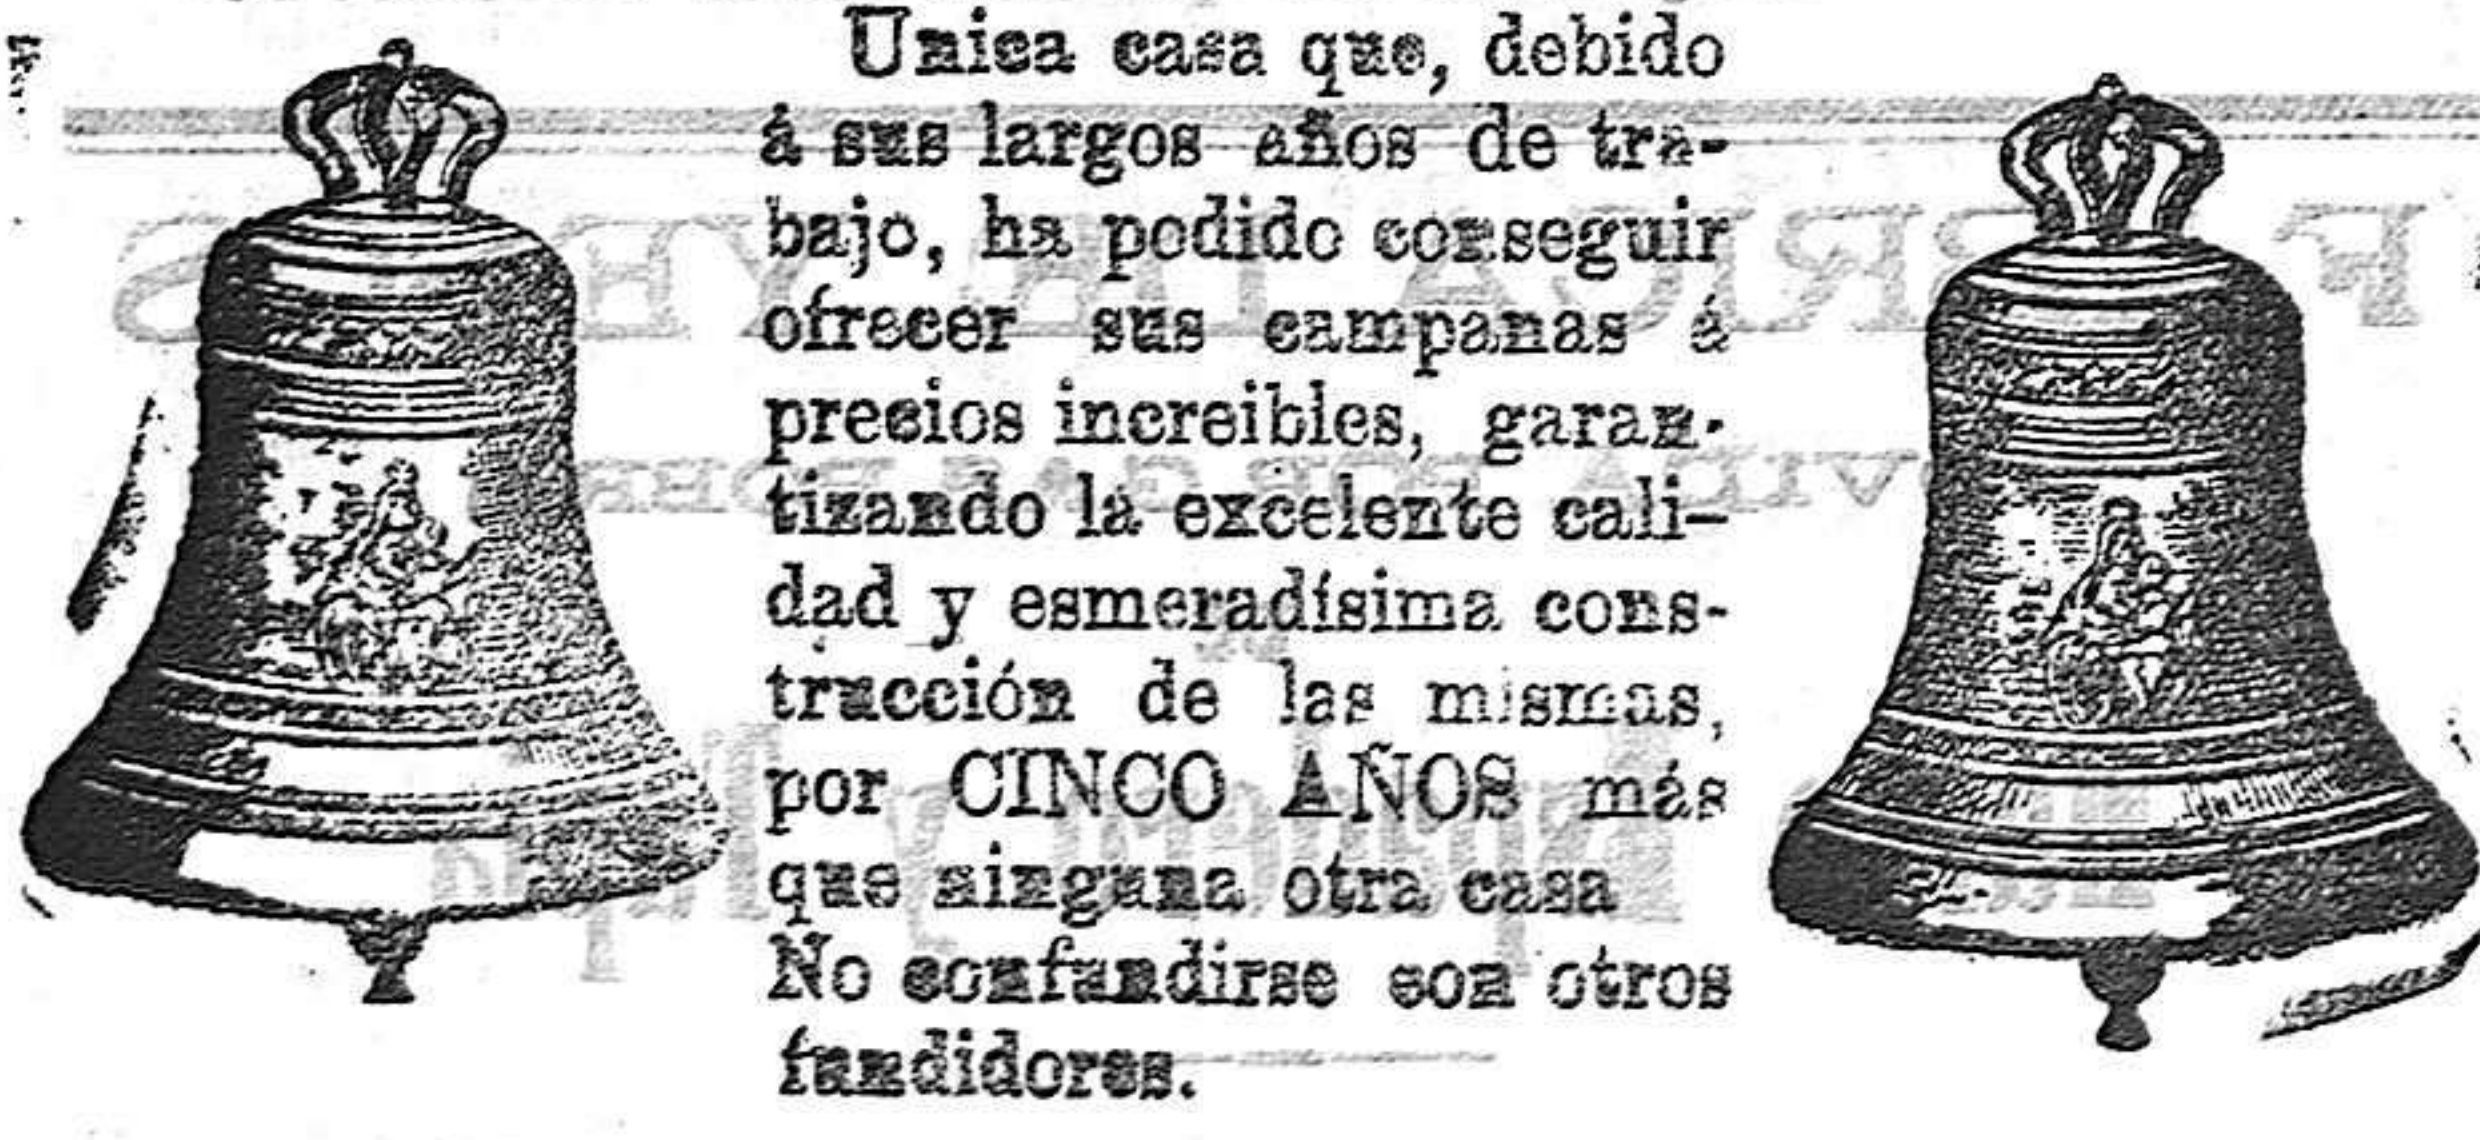 Unica casa que, debido
á sus largos años de tra-
bajo, ha podido conseguir
ofrecer sus campanas á
precios increibles, garan-
tizando la excelente cali-
dad y esmeradísima cons-
trucción de las mismas,
por CINCO AÑOS más
que ninguna otra casa
No confundirse con otros
fundidores.